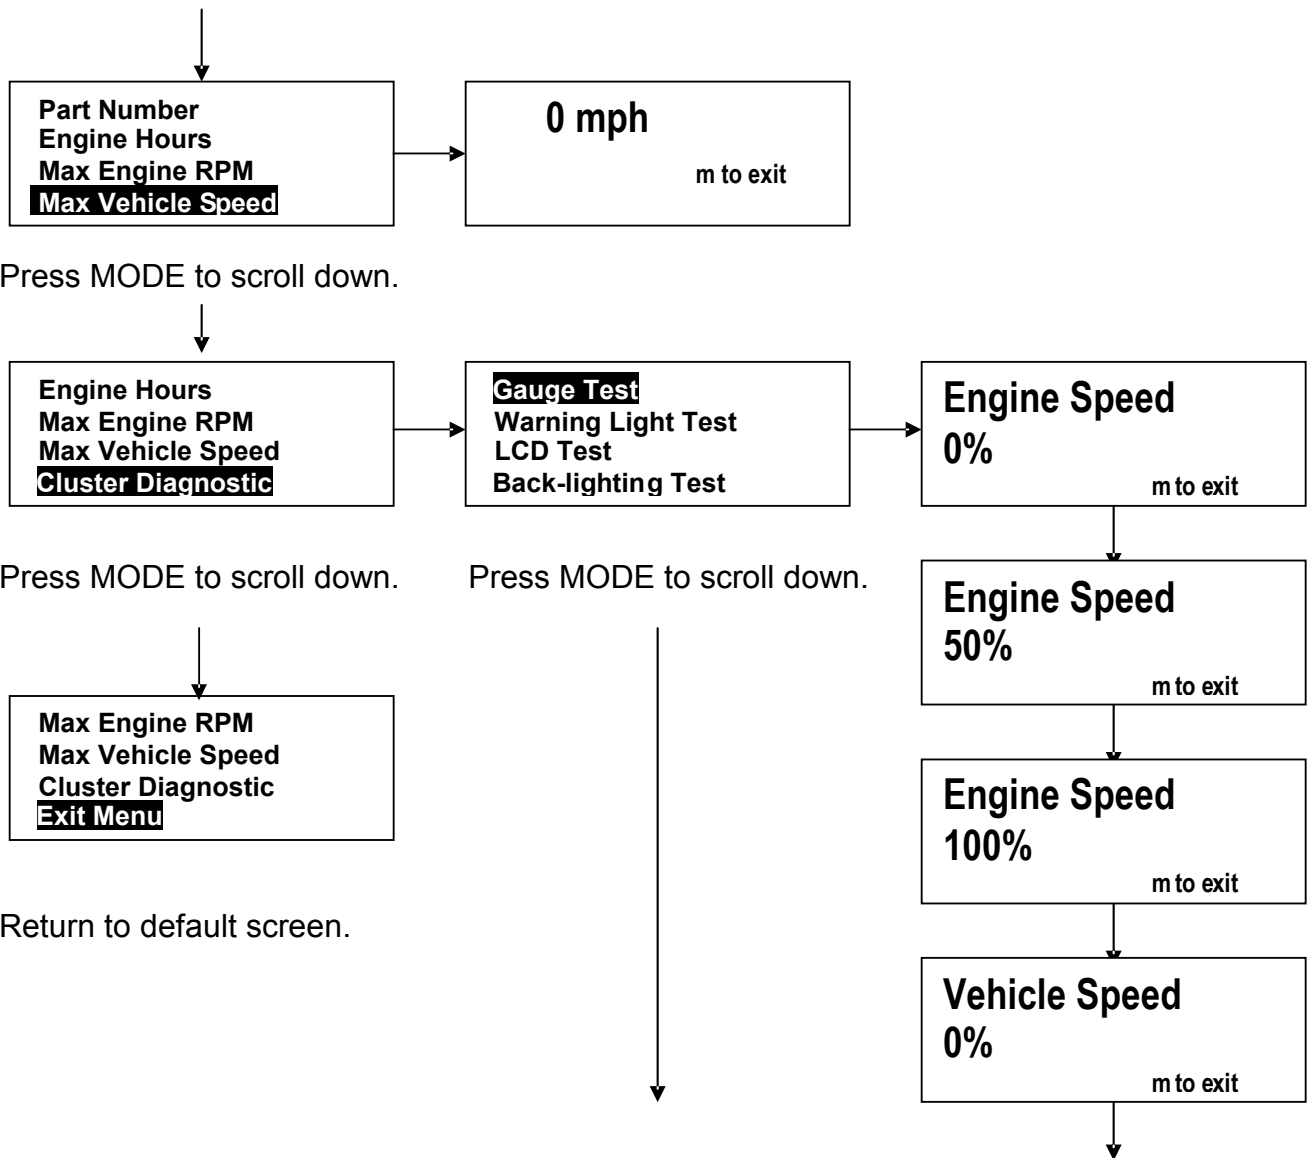 Part Number
Engine Hours
Max Engine RPM
Max Vehicle Speed
0 mph
m to exit
Press MODE to scroll down.
Engine Hours
Max Engine RPM
Max Vehicle Speed
Cluster Diagnostic
Gauge Test
Warning Light Test
LCD Test
Back-lighting Test
Engine Speed
0%
m to exit
Press MODE to scroll down.
Press MODE to scroll down.
Engine Speed
50%
m to exit
Max Engine RPM
Max Vehicle Speed
Cluster Diagnostic
Exit Menu
Engine Speed
100%
m to exit
Return to default screen.
Vehicle Speed
0%
m to exit